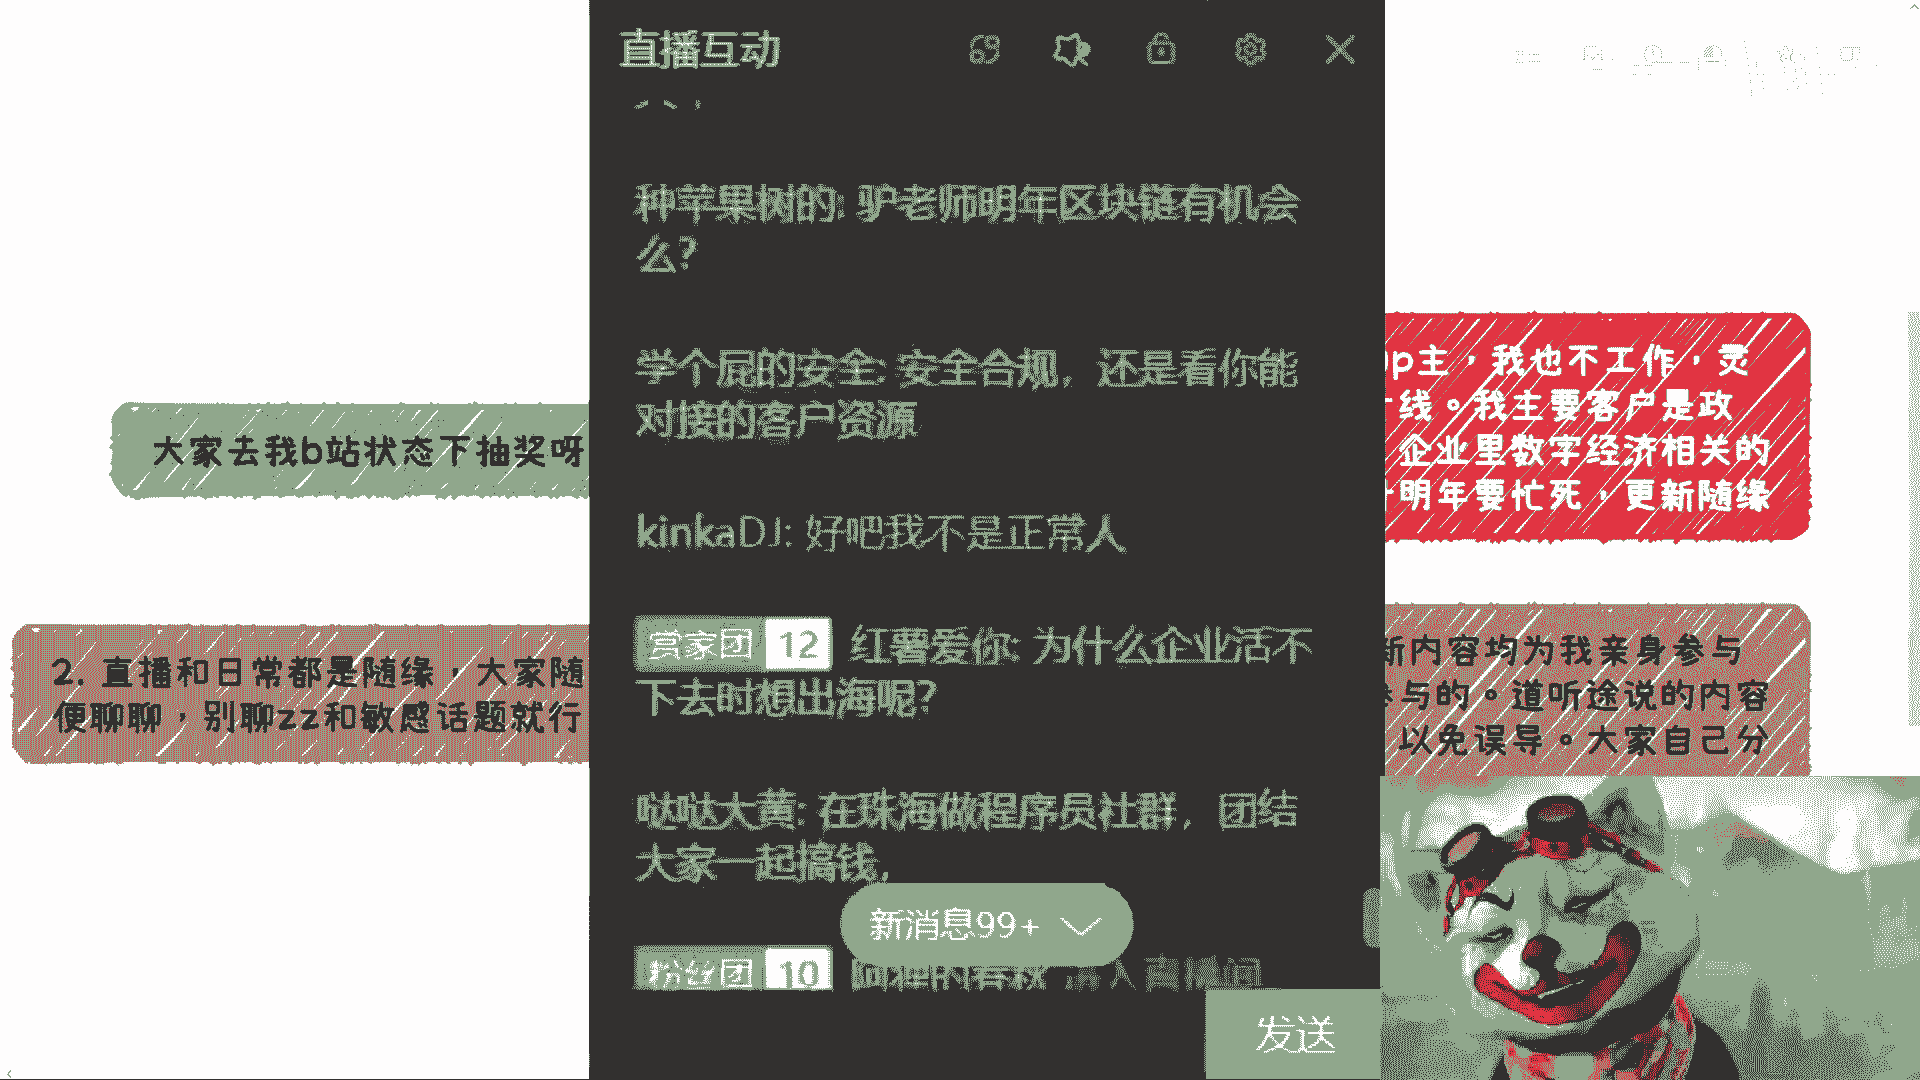 直播互动
种苹果树的: 驴老师明年区块链有机会
么?
学个屁的安全: 安全合规，还是看你能
对接的客户资源
kinkaDJ: 好吧我不是正常人
赏家团 12 红薯爱你: 为什么企业活不
下去时想出海呢?
哒哒大黄: 在珠海做程序员社群，团结
大家一起搞钱,
新消息99+
粉丝团 10
发送
大家去我b站状态下抽奖呀
2. 直播和日常都是随缘，大家随
便聊聊，别聊zz和敏感话题就行
up主，我也不工作，灵
线。我主要客户是政
企业里数字经济相关的
明年要忙死，更新随缘
新内容均为我亲身参与
参与的。道听途说的内容
以免误导。大家自己分